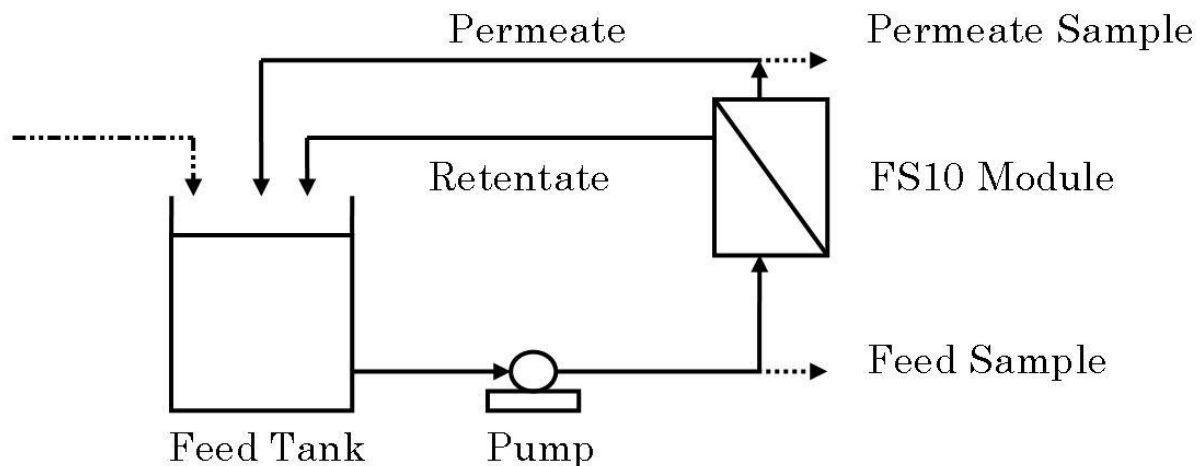 Permeate
Permeate Sample
Retentate
FS10 Module
Feed Sample
Feed Tank
Pump